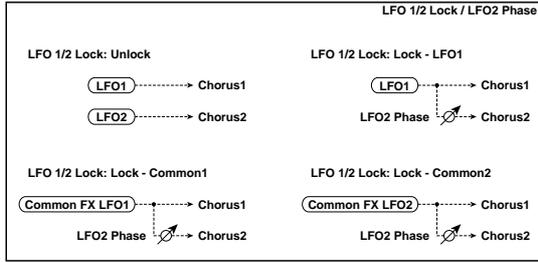 LFO 1/2 Lock / LFO2 Phase
LFO 1/2 Lock: Unlock
LFO1 Chorus1
LFO2 Chorus2
LFO 1/2 Lock: Lock - LFO1
LFO1 Chorus1
LFO2 Phase Chorus2
LFO 1/2 Lock: Lock - Common1
Common FX LFO1 Chorus1
LFO2 Phase Chorus2
LFO 1/2 Lock: Lock - Common2
Common FX LFO2 Chorus1
LFO2 Phase Chorus2